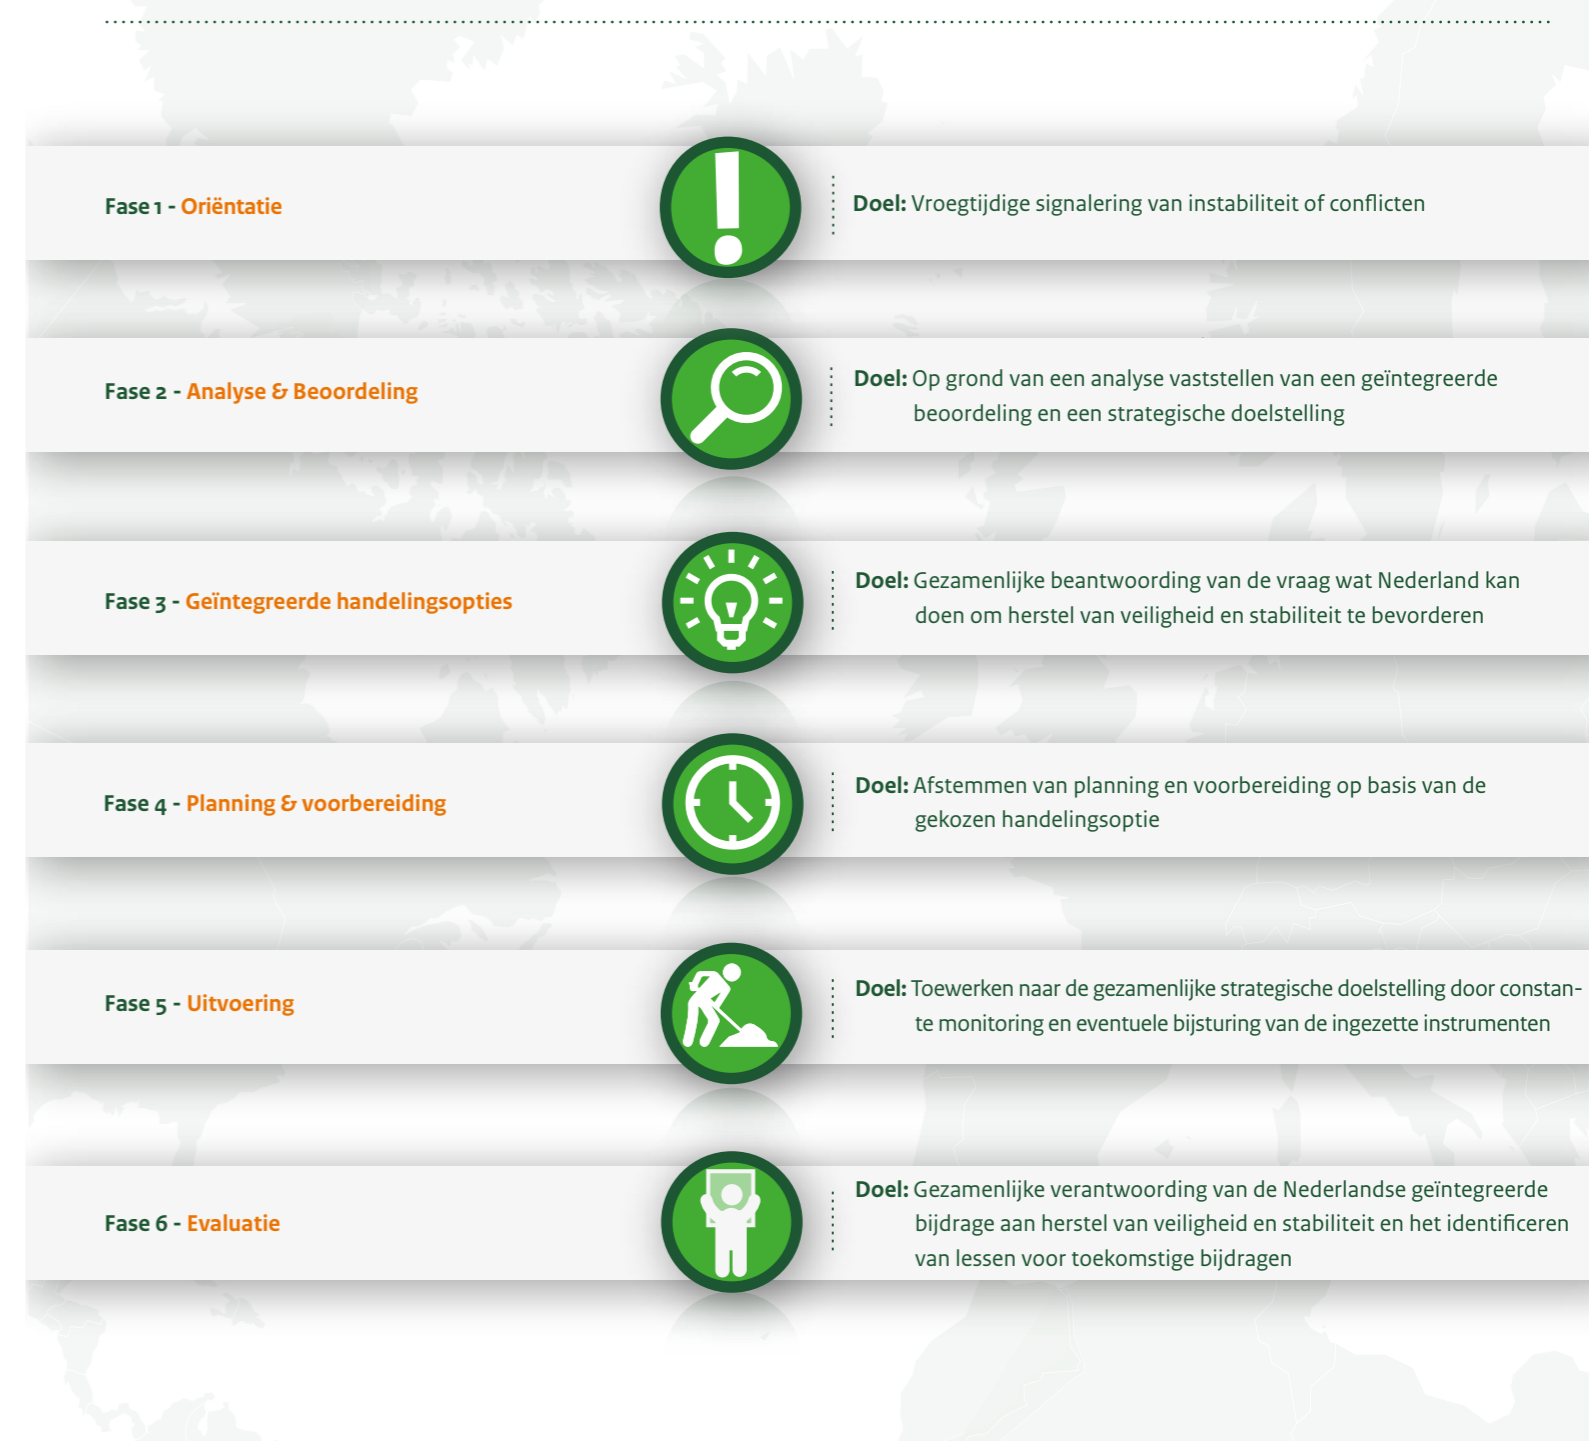 Fase 1 - Oriëntatie
Doel: Vroegtijdige signalering van instabiliteit of conflicten
Fase 2 - Analyse & Beoordeling
Doel: Op grond van een analyse vaststellen van een geïntegreerde
beoordeling en een strategische doelstelling
Fase 3 - Geïntegreerde handelingsopties
Doel: Gezamenlijke beantwoording van de vraag wat Nederland kan
doen om herstel van veiligheid en stabiliteit te bevorderen
Fase 4 - Planning & voorbereiding
Doel: Afstemmen van planning en voorbereiding op basis van de
gekozen handelingsoptie
Fase 5 - Uitvoering
Doel: Toewerken naar de gezamenlijke strategische doelstelling door constan-
te monitoring en eventuele bijsturing van de ingezette instrumenten
Fase 6 - Evaluatie
Doel: Gezamenlijke verantwoording van de Nederlandse geïntegreerde
bijdrage aan herstel van veiligheid en stabiliteit en het identificeren
van lessen voor toekomstige bijdragen